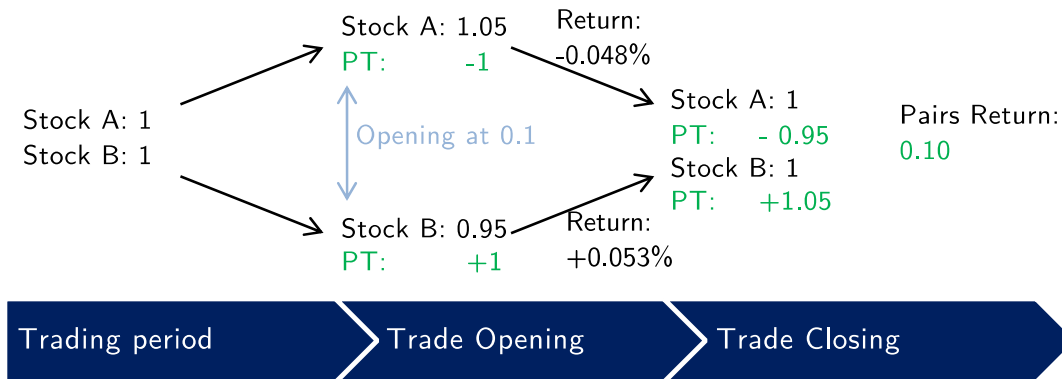 Stock A: 1
Stock B: 1
Stock A: 1.05
PT: -1
Opening at 0.1
Stock B: 0.95
PT: +1
Return:
-0.048%
Return:
+0.053%
Stock A: 1
PT: - 0.95
Stock B: 1
PT: +1.05
Pairs Return:
0.10
Trading period
Trade Opening
Trade Closing